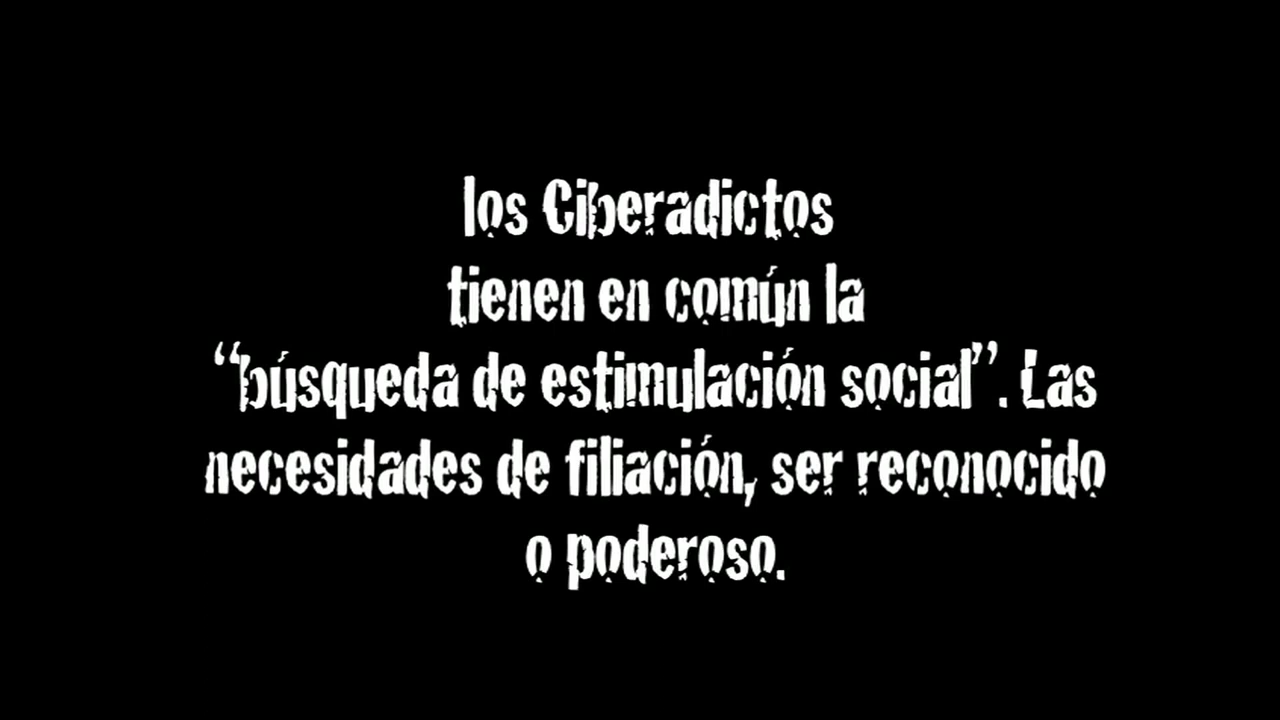 los Ciberadictos
tienen en común la
“búsqueda de estimulación social”. Las
necesidades de filiación, ser reconocido
o poderoso.